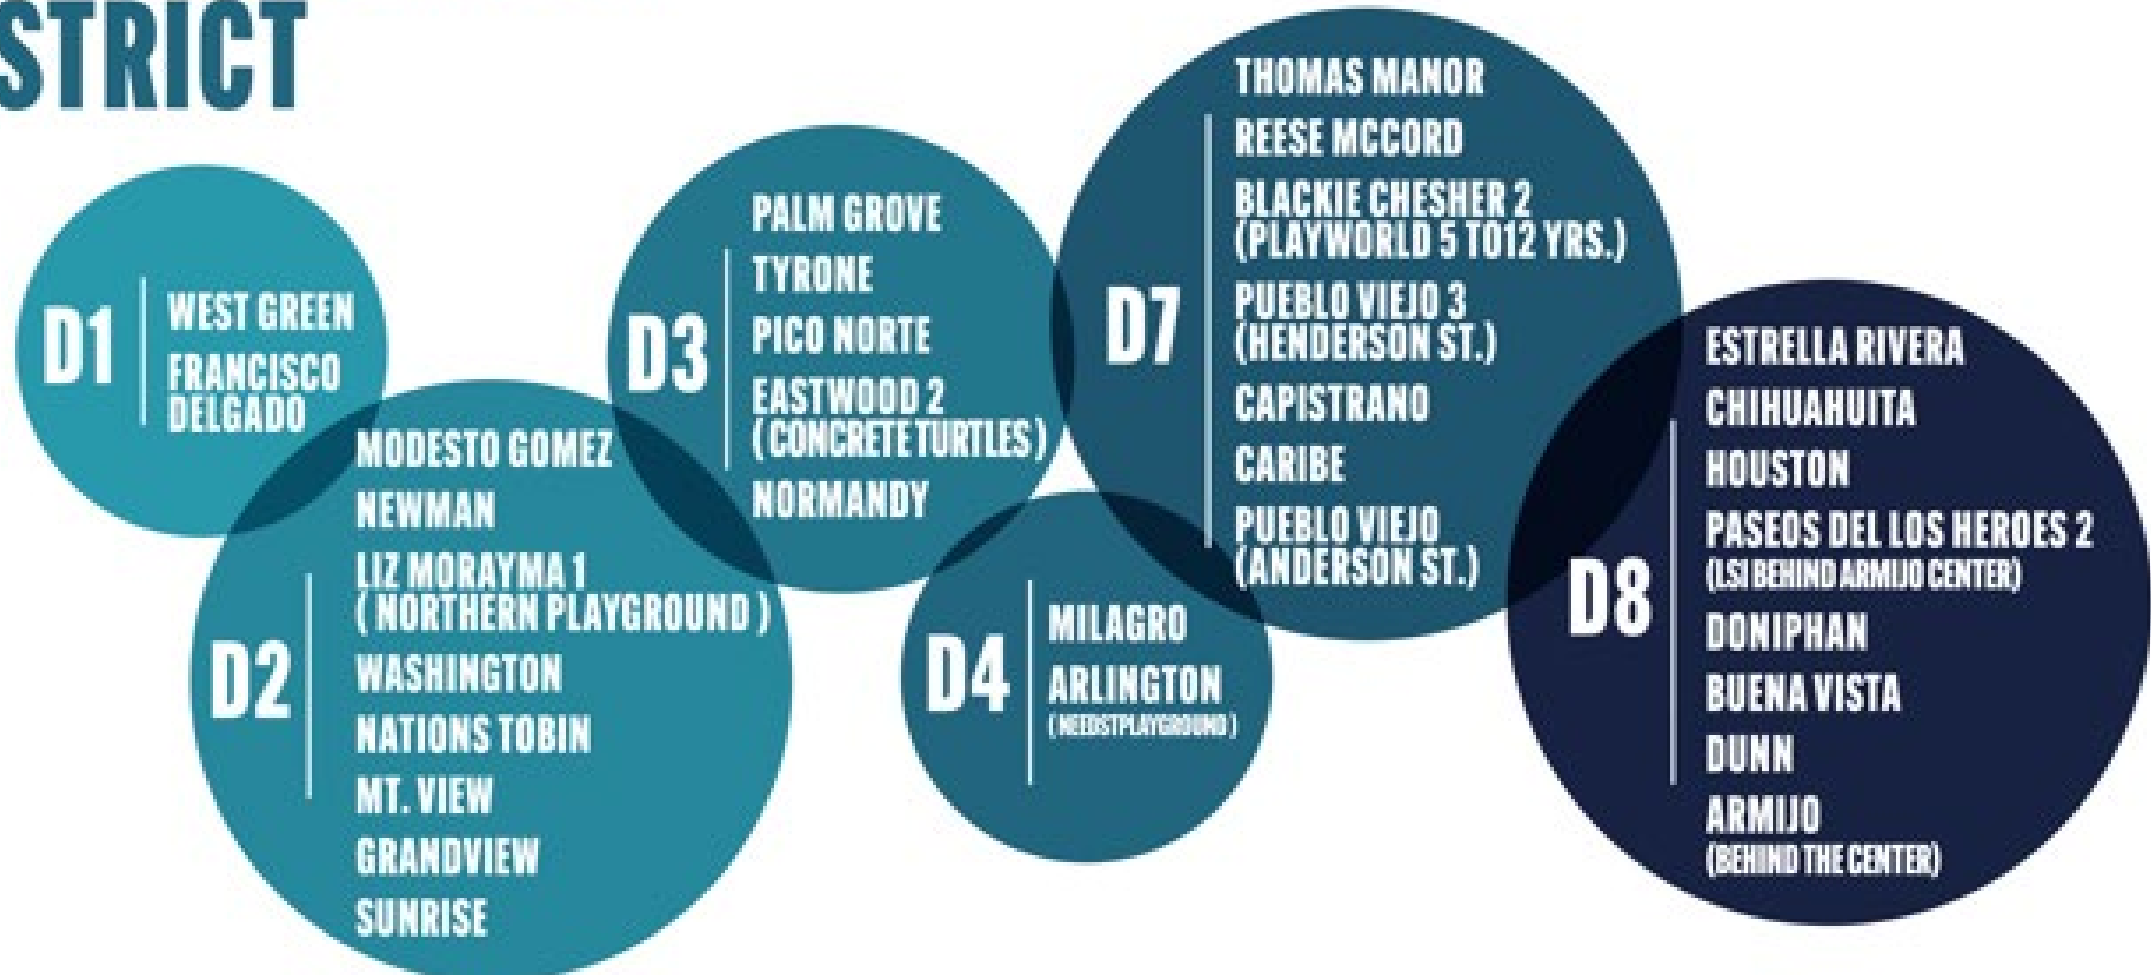 STRICT
D1
WEST GREEN
FRANCISCO
DELGADO
D2
MODESTO GOMEZ
NEWMAN
LIZ MORAYMA 1
( NORTHERN PLAYGROUND )
WASHINGTON
NATIONS TOBIN
MT. VIEW
GRANDVIEW
SUNRISE
D3
PALM GROVE
TYRONE
PICO NORTE
EASTWOOD 2
( CONCRETE TURTLES )
NORMANDY
D4
MILAGRO
ARLINGTON
( NEEDSTPLAYGROUND )
D7
THOMAS MANOR
REESE MCCORD
BLACKIE CHESHER 2
(PLAYWORLD 5 TO12 YRS.)
PUEBLO VIEJO 3
(HENDERSON ST.)
CAPISTRANO
CARIBE
PUEBLO VIEJO
(ANDERSON ST.)
D8
ESTRELLA RIVERA
CHIHUAHUITA
HOUSTON
PASEOS DEL LOS HEROES 2
(LSI BEHIND ARMIJO CENTER)
DONIPHAN
BUENA VISTA
DUNN
ARMIJO
(BEHIND THE CENTER)